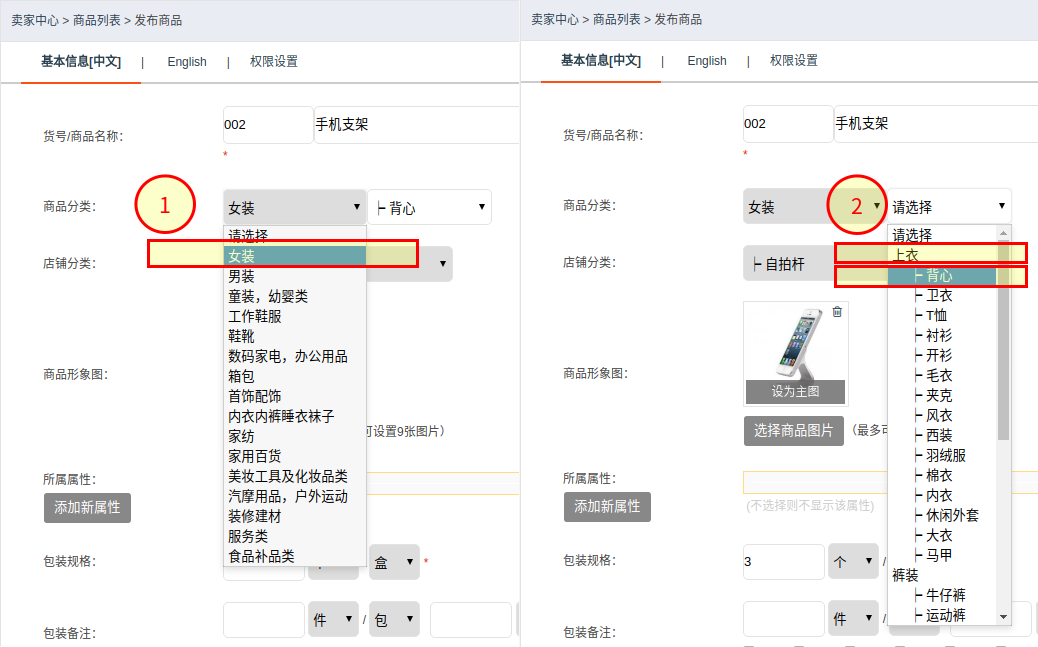 卖家中心 > 商品列表 > 发布商品
基本信息[中文] | English | 权限设置
货号/商品名称: 002 手机支架
*
商品分类: 1 女装 ▼ ┝ 背心 ▼
请选择
女装
店铺分类: ▼
男装
童装，幼婴类
工作鞋服
鞋靴
数码家电，办公用品
商品形象图:
箱包
首饰配饰
内衣内裤睡衣袜子
可设置9张图片）
家纺
家用百货
所属属性:
美妆工具及化妆品类
汽摩用品，户外运动
添加新属性
装修建材
服务类
食品补品类
包装规格: 盒 ▼ *
包装备注: 件 ▼ / 包 ▼
卖家中心 > 商品列表 > 发布商品
基本信息[中文] | English | 权限设置
货号/商品名称: 002 手机支架
*
商品分类: 女装 ▼ 2 请选择 ▼
请选择
上衣
店铺分类: ┝ 自拍杆
┝ 背心
┝ 卫衣
┝ T恤
┝ 衬衫
┝ 开衫
商品形象图:
┝ 毛衣
设为主图
┝ 夹克
┝ 风衣
选择商品图片 （最多可
┝ 西装
┝ 羽绒服
所属属性:
┝ 棉衣
┝ 内衣
添加新属性 (不选择则不显示该属性)
┝ 休闲外套
┝ 大衣
┝ 马甲
包装规格: 3 个 ▼ /
裤装
┝ 牛仔裤
┝ 运动裤
包装备注: 件 ▼ /